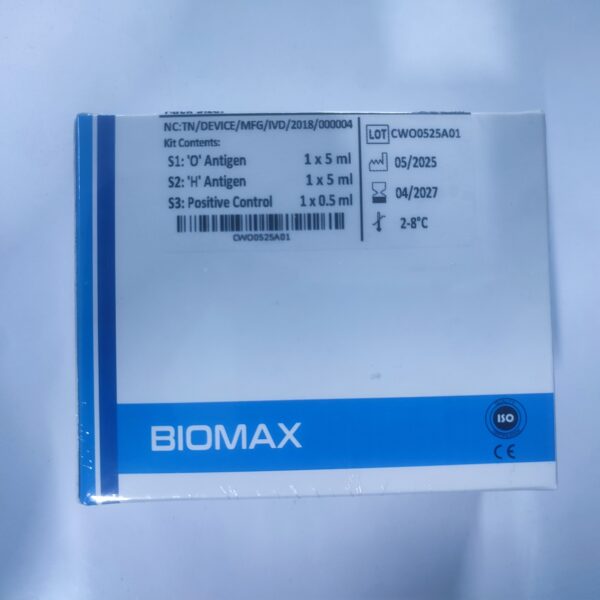 NC:TN/DEVICE/MFG/IVD/2018/000004
Kit Contents:
S1: 'O' Antigen 1 x 5 ml
S2: 'H' Antigen 1 x 5 ml
S3: Positive Control 1 x 0.5 ml
CWO0525A01
LOT CWO0525A01
05/2025
04/2027
2-8°C
BIOMAX
ISO
CE